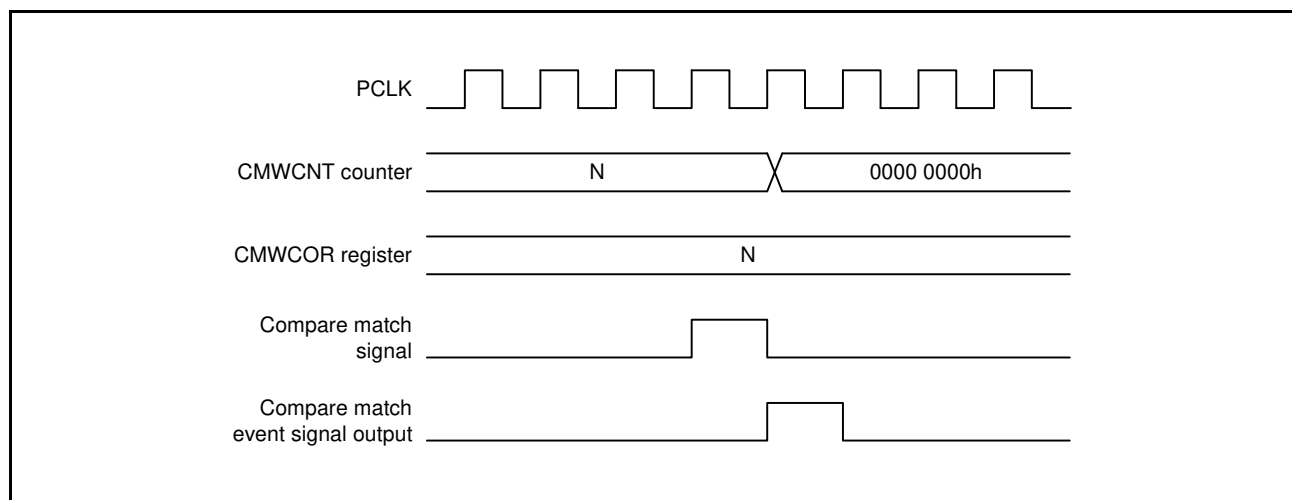 PCLK
CMWCNT counter
N
0000 0000h
CMWCOR register
N
Compare match
signal
Compare match
event signal output